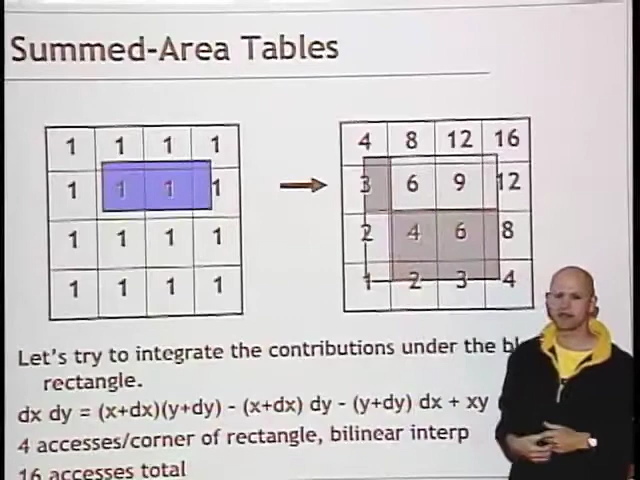 Summed-Area Tables
1 1 1 1
1 1 1 1
1 1 1 1
1 1 1 1
4 8 12 16
3 6 9 12
2 4 6 8
1 2 3 4
Let's try to integrate the contributions under the
rectangle.
dx dy = (x+dx)(y+dy) - (x+dx) dy - (y+dy) dx + xy
4 accesses/corner of rectangle, bilinear interp
16 accesses total